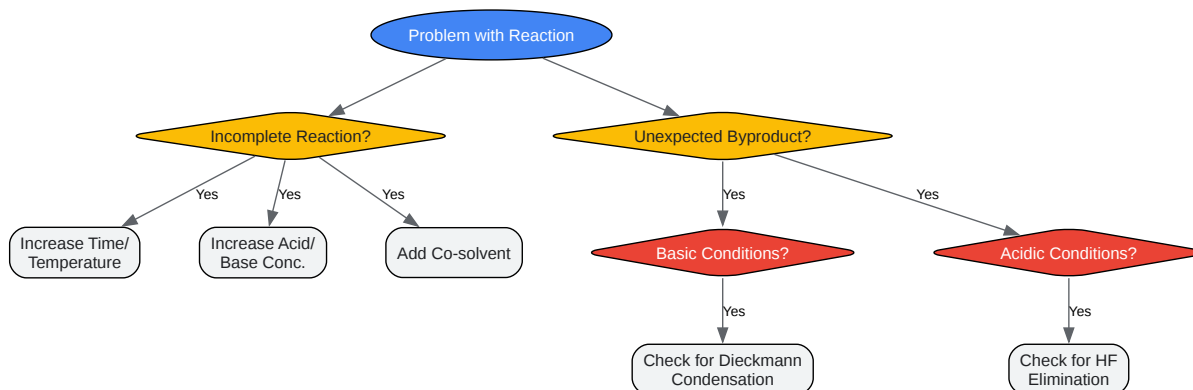 Problem with Reaction
Incomplete Reaction?
Unexpected Byproduct?
Yes
Yes
Yes
Yes
Yes
Increase Time/
Temperature
Increase Acid/
Base Conc.
Add Co-solvent
Basic Conditions?
Acidic Conditions?
Yes
Yes
Check for Dieckmann
Condensation
Check for HF
Elimination